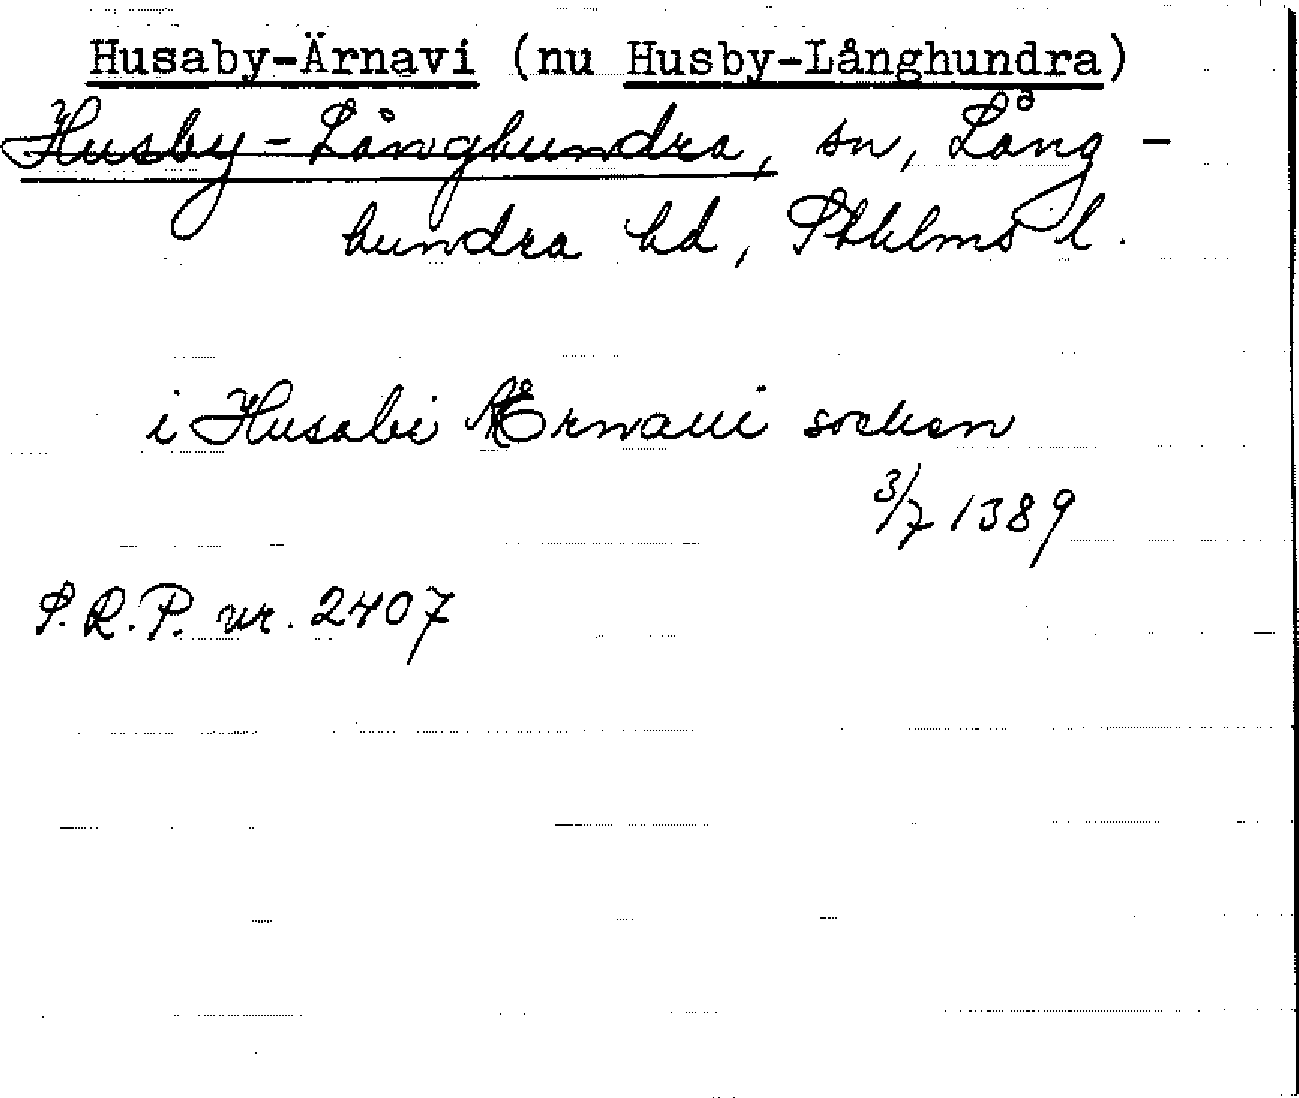 Husaby-Ärnavi (nu Husby-Långhundra)
Husby-Långhundra, sn, Lång-
hundra hd, Sthlms l.
i Husabi Ærnaui socken
3/7 1389
S.R.P. nr. 2407